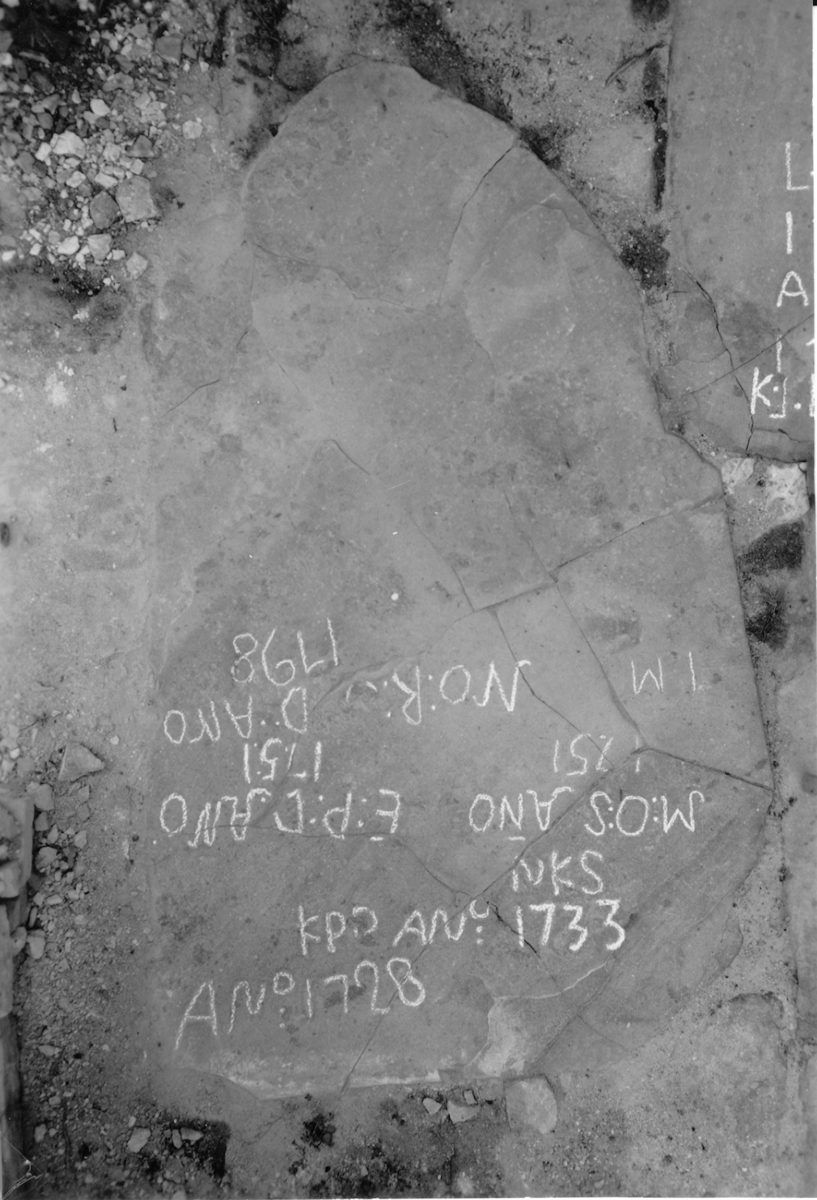 NKS
KPD ANo: 1733
ANo: 1728
M:O:S: ANO E:P:D:ANO
1751 1751
I M N:O:R: D:ANO
1798
L
I
A
K:J.